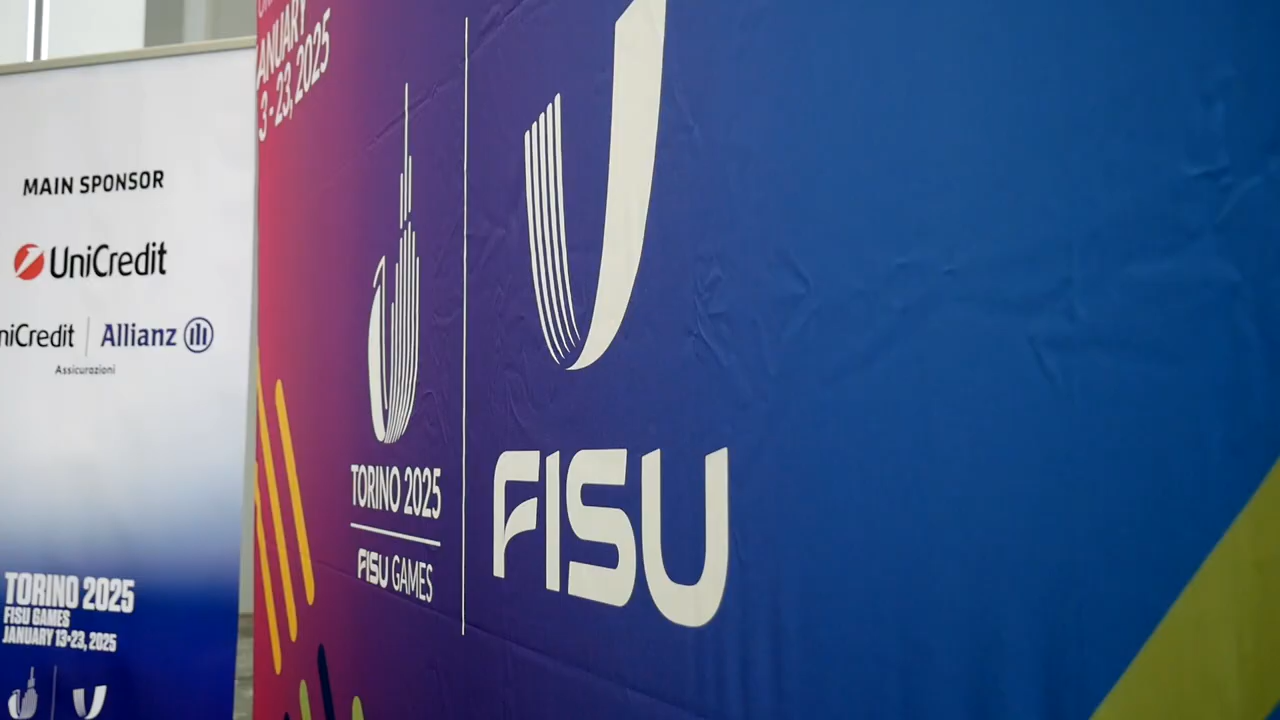 MAIN SPONSOR
UniCredit
niCredit Allianz
Assicurazioni
TORINO 2025
FISU GAMES
JANUARY 13-23, 2025
ANUARY
3 - 23, 2025
TORINO 2025
FISU GAMES
FISU